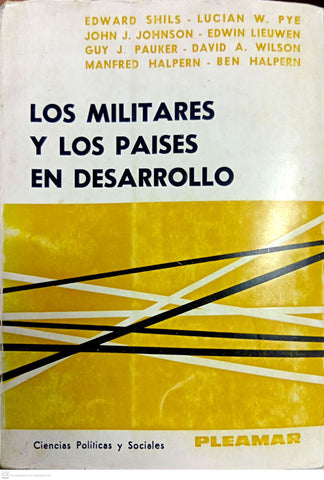 EDWARD SHILS - LUCIAN W. PYE
JOHN J. JOHNSON - EDWIN LIEUWEN
GUY J. PAUKER - DAVID A. WILSON
MANFRED HALPERN - BEN HALPERN
LOS MILITARES
Y LOS PAISES
EN DESARROLLO
Ciencias Políticas y Sociales
PLEAMAR